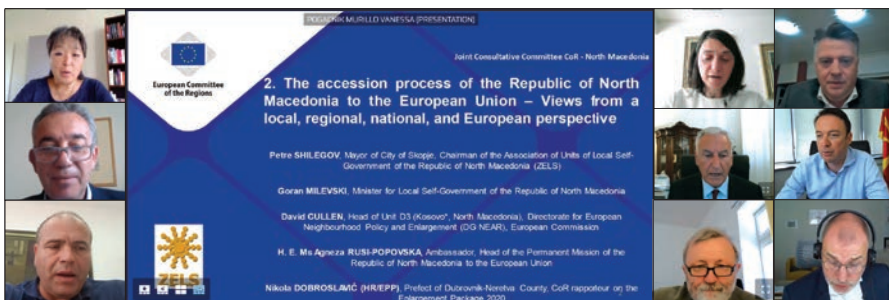 POGACNIK MURILLO VANESSA (PRESENTATION)
European Committee
of the Regions
Joint Consultative Committee CoR - North Macedonia
2. The accession process of the Republic of North
Macedonia to the European Union – Views from a
local, regional, national, and European perspective
Petre SHILEGOV, Mayor of City of Skopje, Chairman of the Association of Units of Local Self-
Government of the Republic of North Macedonia (ZELS)
Goran MILEVSKI, Minister for Local Self-Government of the Republic of North Macedonia
David CULLEN, Head of Unit D3 (Kosovo*, North Macedonia), Directorate for European
Neighbourhood Policy and Enlargement (DG NEAR), European Commission
H. E. Ms Agneza RUSI-POPOVSKA, Ambassador, Head of the Permanent Mission of the
Republic of North Macedonia to the European Union
Nikola DOBROSLAVIĆ (HR/EPP), Prefect of Dubrovnik-Neretva County, CoR rapporteur on the
Enlargement Package 2020
ZELS